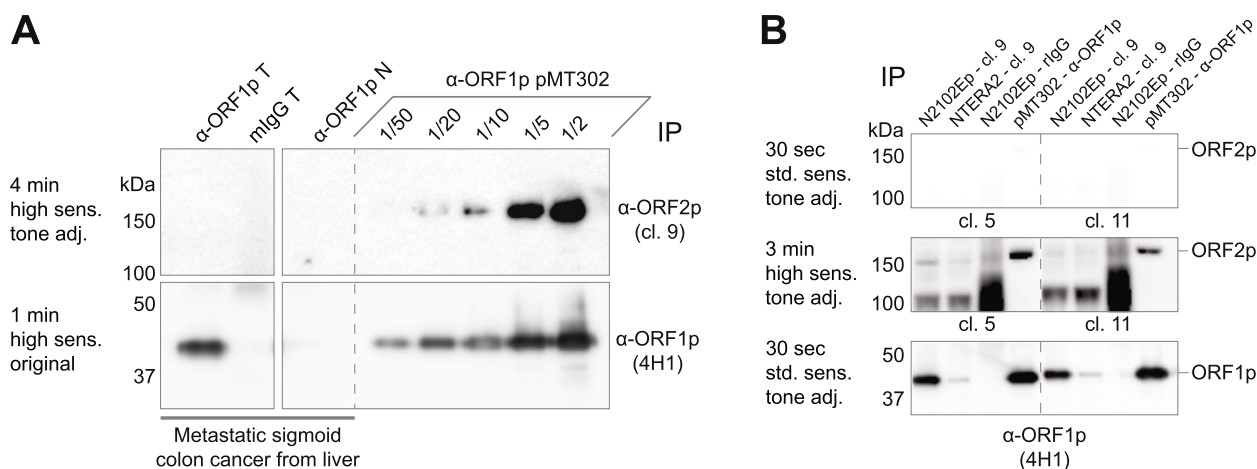 A
α-ORF1p T
mIgG T
α-ORF1p N
α-ORF1p pMT302
1/50
1/20
1/10
1/5
1/2
IP
4 min
high sens.
tone adj.
kDa
150
100
α-ORF2p
(cl. 9)
1 min
high sens.
original
50
37
α-ORF1p
(4H1)
Metastatic sigmoid
colon cancer from liver
B
IP
N2102Ep - cl. 9
NTERA2 - cl. 9
N2102Ep - rIgG
pMT302 - α-ORF1p
N2102Ep - cl. 9
NTERA2 - cl. 9
N2102Ep - rIgG
pMT302 - α-ORF1p
30 sec
std. sens.
tone adj.
kDa
150
100
ORF2p
cl. 5 cl. 11
3 min
high sens.
tone adj.
150
100
ORF2p
cl. 5 cl. 11
30 sec
std. sens.
tone adj.
50
37
ORF1p
α-ORF1p
(4H1)